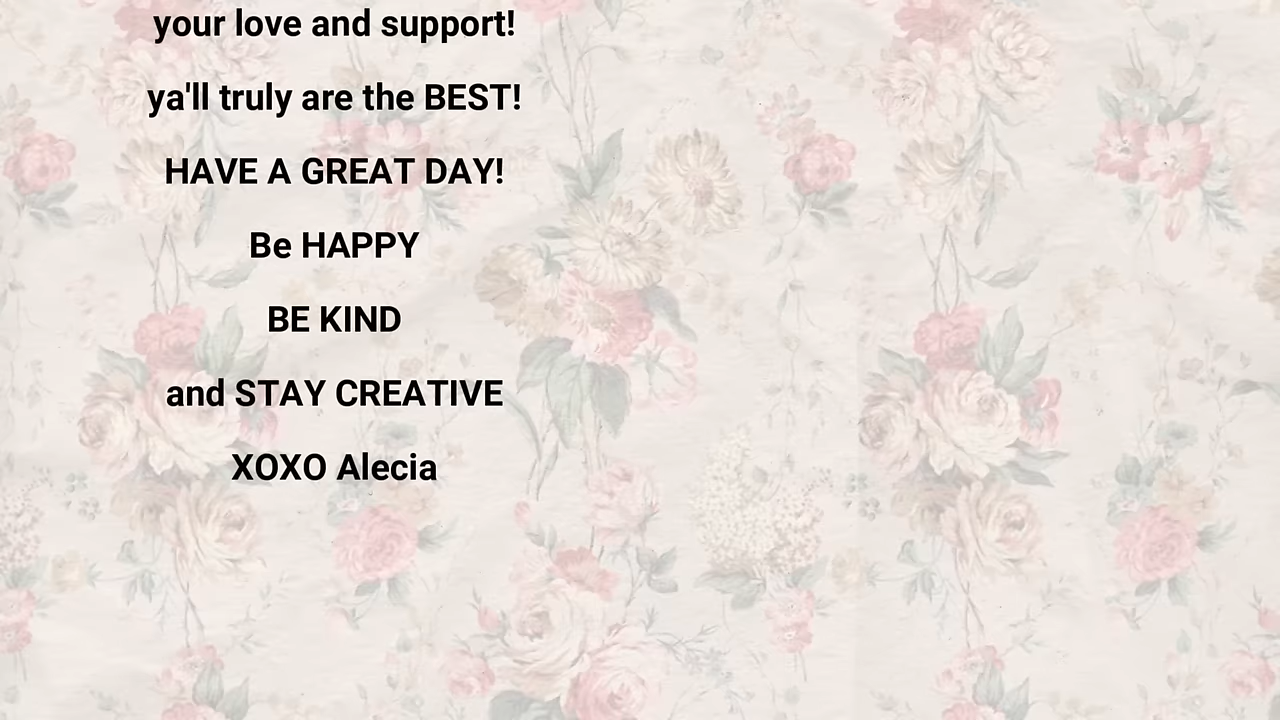 your love and support!
ya'll truly are the BEST!
HAVE A GREAT DAY!
Be HAPPY
BE KIND
and STAY CREATIVE
XOXO Alecia